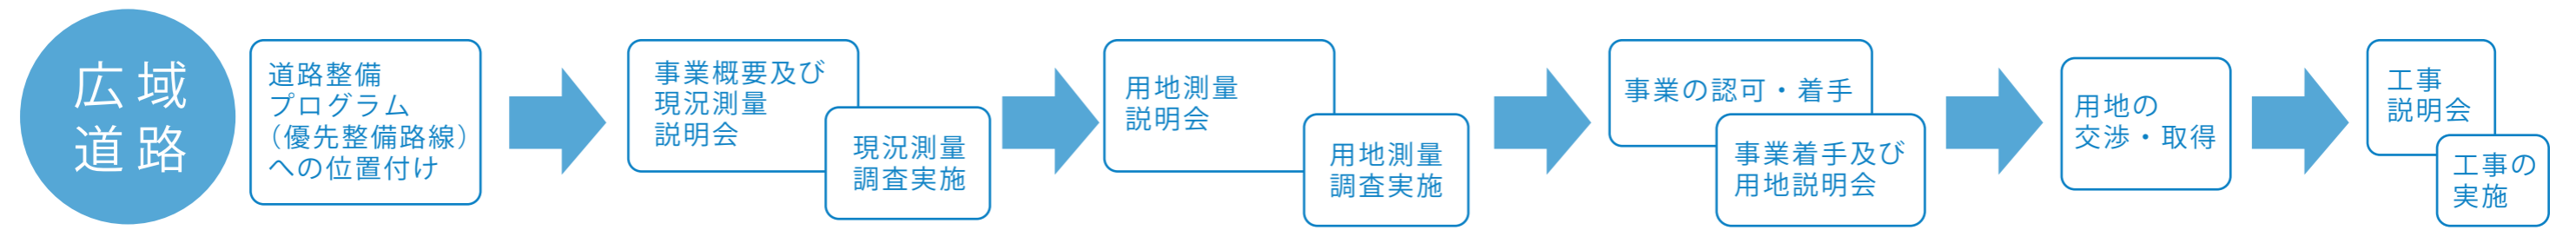 広域
道路
道路整備
プログラム
（優先整備路線）
への位置付け
事業概要及び
現況測量
説明会
現況測量
調査実施
用地測量
説明会
用地測量
調査実施
事業の認可・着手
事業着手及び
用地説明会
用地の
交渉・取得
工事
説明会
工事の
実施